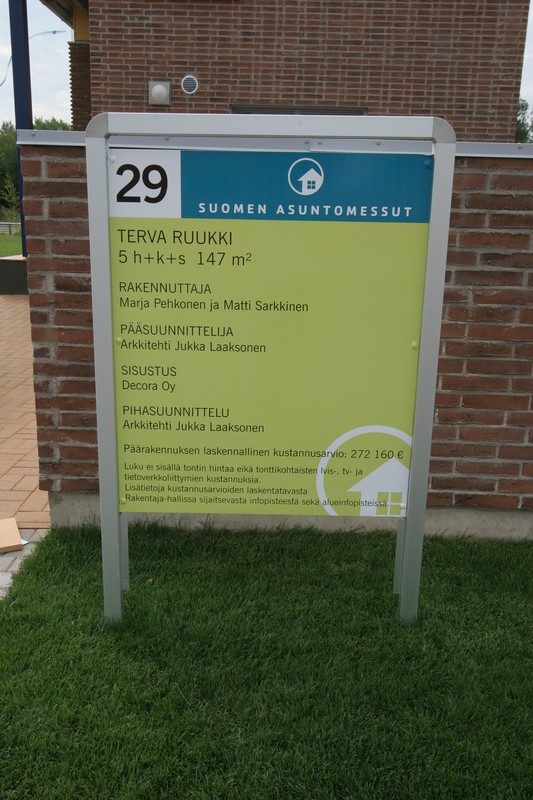 29
SUOMEN ASUNTOMESSUT
TERVA RUUKKI
5 h+k+s 147 m²
RAKENNUTTAJA
Marja Pehkonen ja Matti Sarkkinen
PÄÄSUUNNITTELIJA
Arkkitehti Jukka Laaksonen
SISUSTUS
Decora Oy
PIHASUUNNITTELU
Arkkitehti Jukka Laaksonen
Päärakennuksen laskennallinen kustannusarvio: 272 160 €
Luku ei sisällä tontin hintaa eikä tonttikohtaisten lvis-, tv- ja
tietoverkkoliittymien kustannuksia.
Lisätietoja kustannusarvioiden laskentatavasta
Rakentaja-hallissa sijaitsevasta infopisteestä sekä alueinfopisteissä.